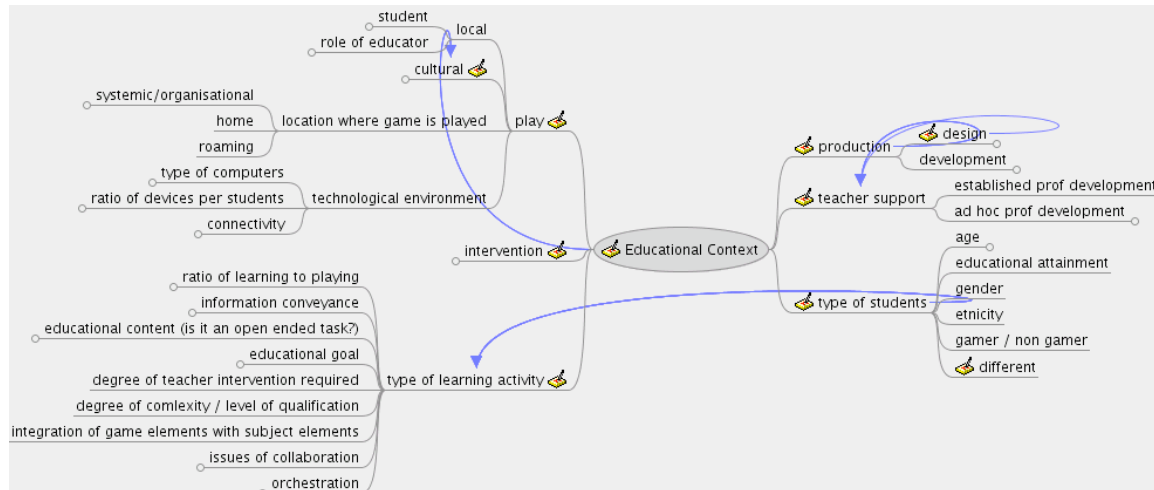 student
local
role of educator
cultural
systemic/organisational
home
location where game is played
play
roaming
type of computers
ratio of devices per students
technological environment
connectivity
intervention
Educational Context
ratio of learning to playing
information conveyance
educational content (is it an open ended task?)
educational goal
degree of teacher intervention required
type of learning activity
degree of comlexity / level of qualification
integration of game elements with subject elements
issues of collaboration
orchestration
production
design
development
teacher support
established prof development
ad hoc prof development
type of students
age
educational attainment
gender
etnicity
gamer / non gamer
different